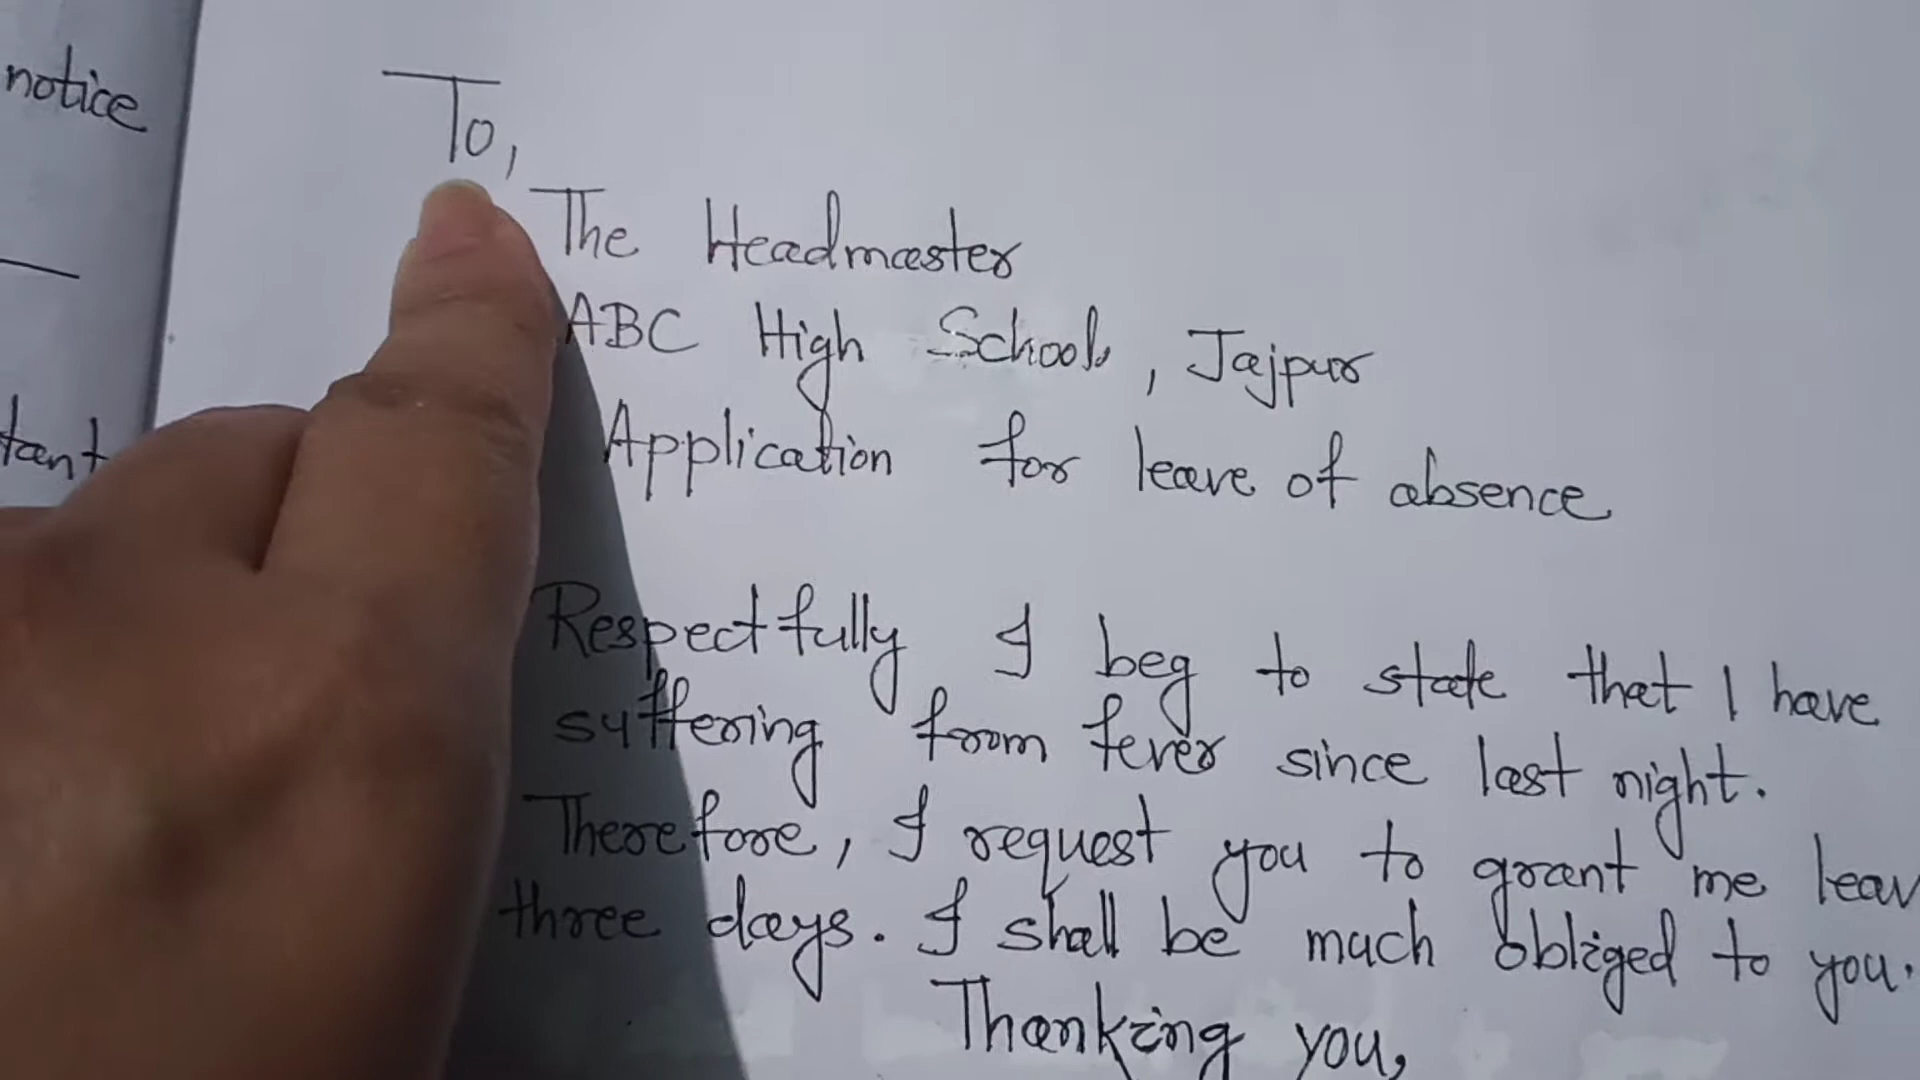 notice
tant
To,
The Headmaster
ABC High School, Jajpur
Application for leave of absence
Respectfully I beg to state that I have
suffering from fever since last night.
Therefore, I request you to grant me leav
three days. I shall be much obliged to you.
Thanking you,